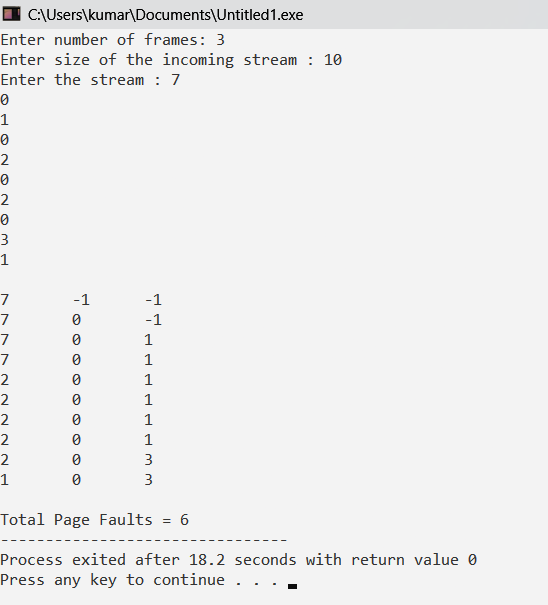 C:\Users\kumar\Documents\Untitled1.exe
Enter number of frames: 3
Enter size of the incoming stream : 10
Enter the stream : 7
0
1
0
2
0
2
0
3
1
7 -1 -1
7 0 -1
7 0 1
7 0 1
2 0 1
2 0 1
2 0 1
2 0 1
2 0 3
1 0 3
Total Page Faults = 6
--------------------------------
Process exited after 18.2 seconds with return value 0
Press any key to continue . . .